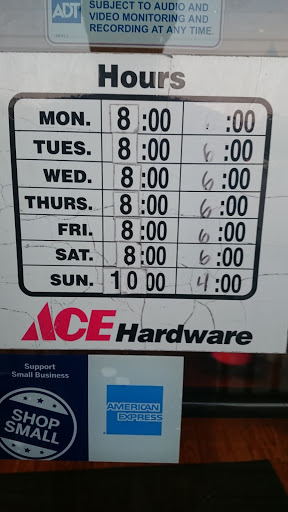 ADT SUBJECT TO AUDIO AND
VIDEO MONITORING AND
RECORDING AT ANY TIME.
Hours
MON. 8:00 :00
TUES. 8:00 6:00
WED. 8:00 6:00
THURS. 8:00 6:00
FRI. 8:00 6:00
SAT. 8:00 6:00
SUN. 10 00 4:00
ACE Hardware
Support
Small Business
SHOP
SMALL
AMERICAN
EXPRESS